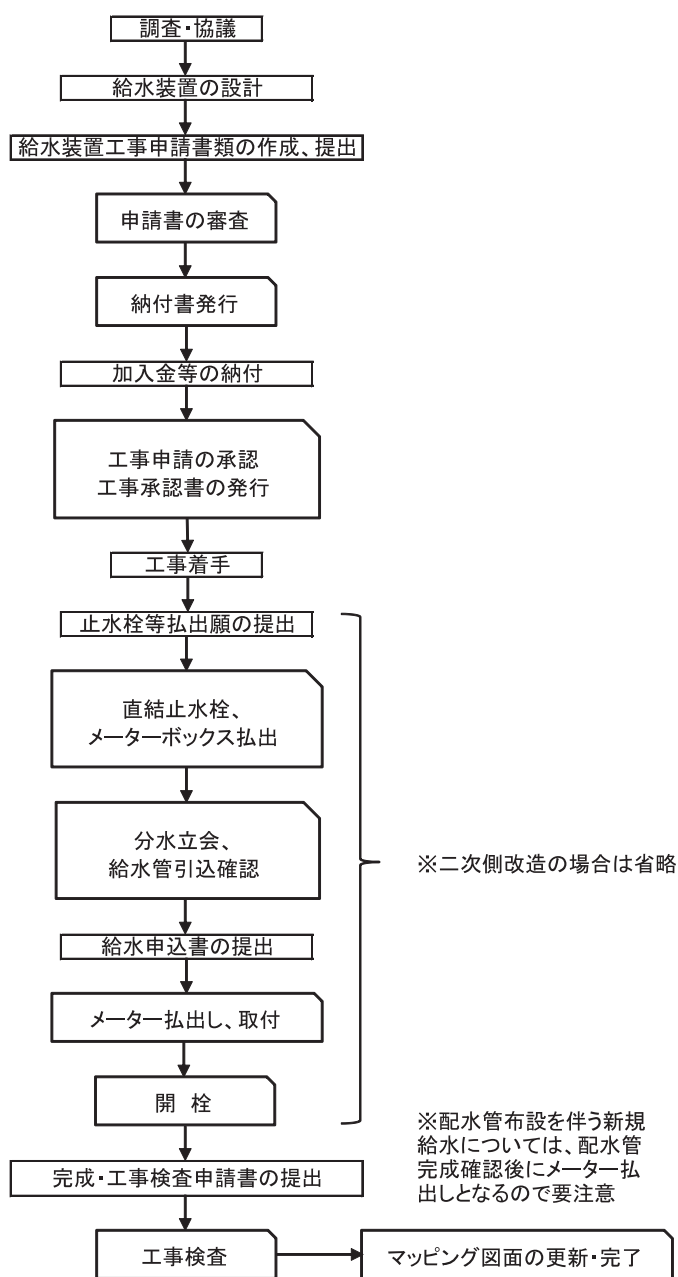 調査・協議
給水装置の設計
給水装置工事申請書類の作成、提出
申請書の審査
納付書発行
加入金等の納付
工事申請の承認
工事承認書の発行
工事着手
止水栓等払出願の提出
直結止水栓、
メーターボックス払出
分水立会、
給水管引込確認
※二次側改造の場合は省略
給水申込書の提出
メーター払出し、取付
開 栓
※配水管布設を伴う新規
給水については、配水管
完成確認後にメーター払
出しとなるので要注意
完成・工事検査申請書の提出
工事検査
マッピング図面の更新・完了